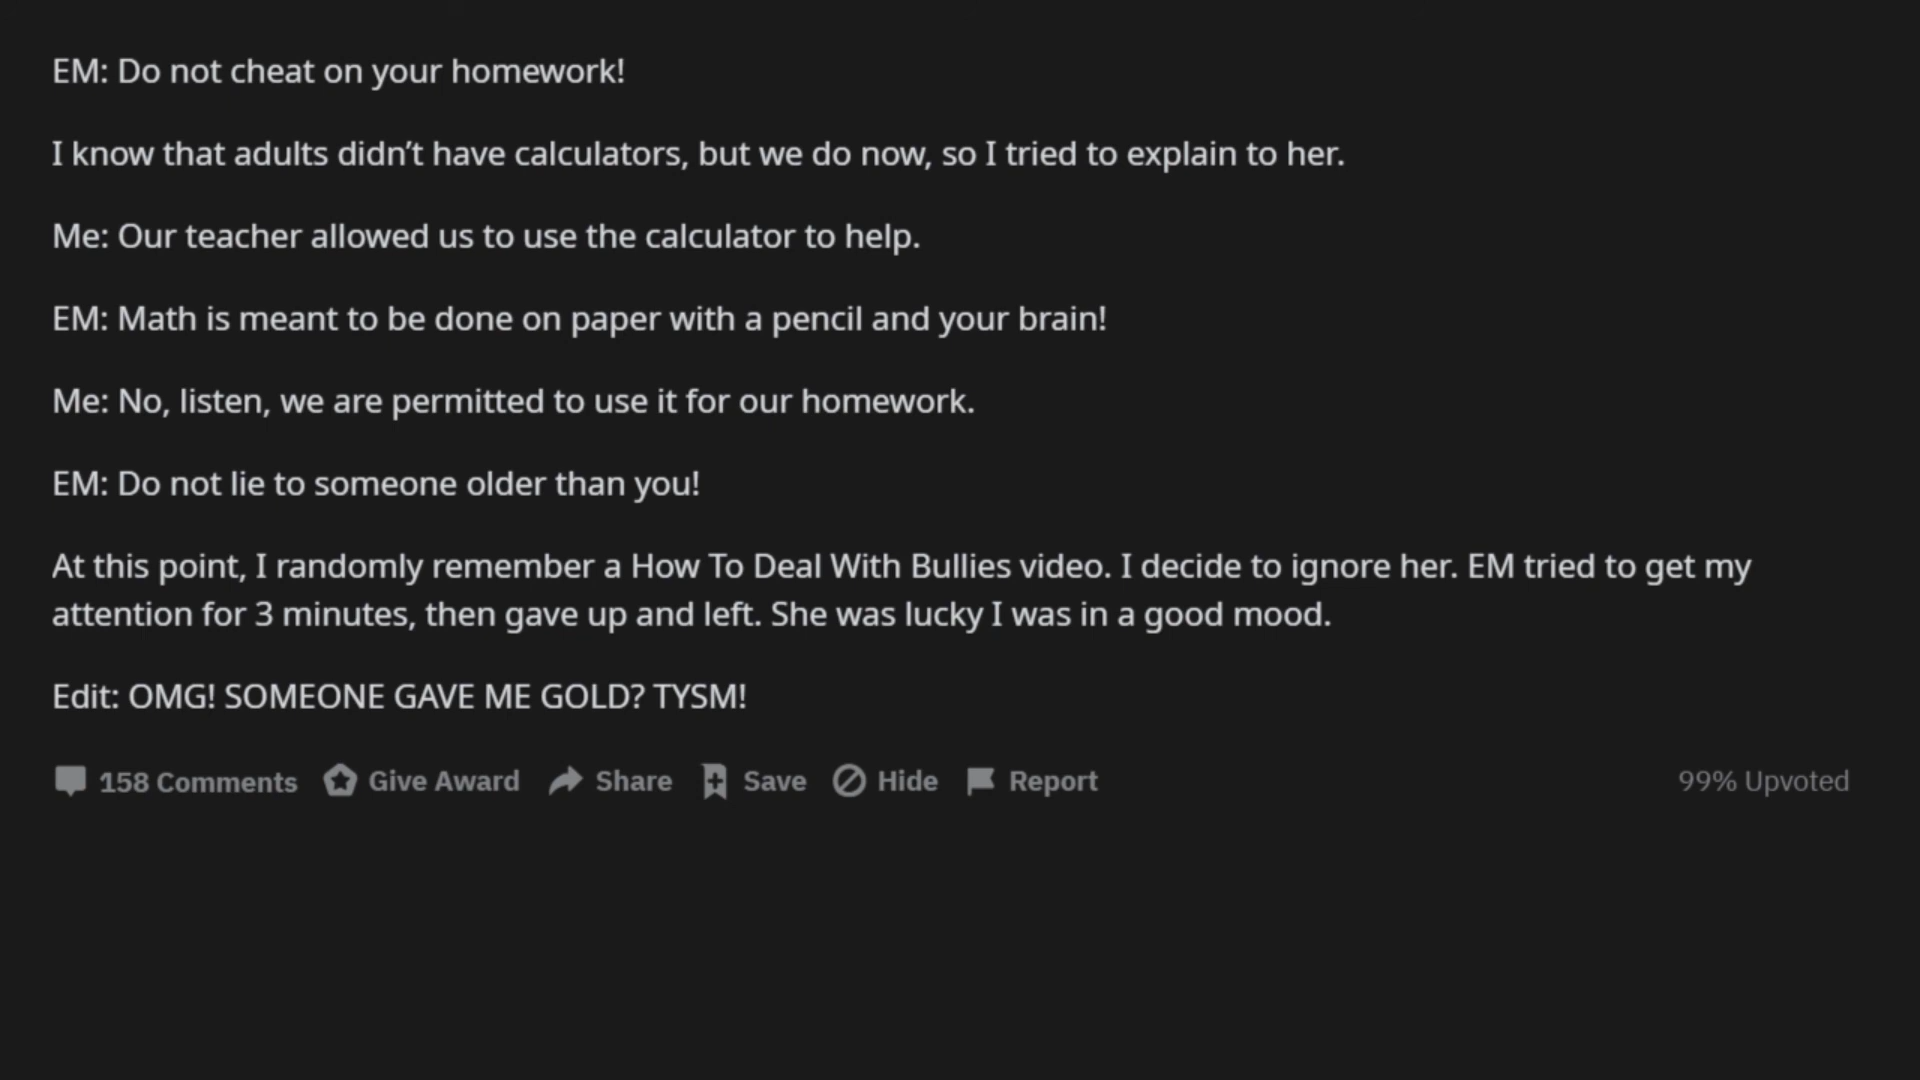 EM: Do not cheat on your homework!
I know that adults didn’t have calculators, but we do now, so I tried to explain to her.
Me: Our teacher allowed us to use the calculator to help.
EM: Math is meant to be done on paper with a pencil and your brain!
Me: No, listen, we are permitted to use it for our homework.
EM: Do not lie to someone older than you!
At this point, I randomly remember a How To Deal With Bullies video. I decide to ignore her. EM tried to get my
attention for 3 minutes, then gave up and left. She was lucky I was in a good mood.
Edit: OMG! SOMEONE GAVE ME GOLD? TYSM!
158 Comments Give Award Share Save Hide Report 99% Upvoted